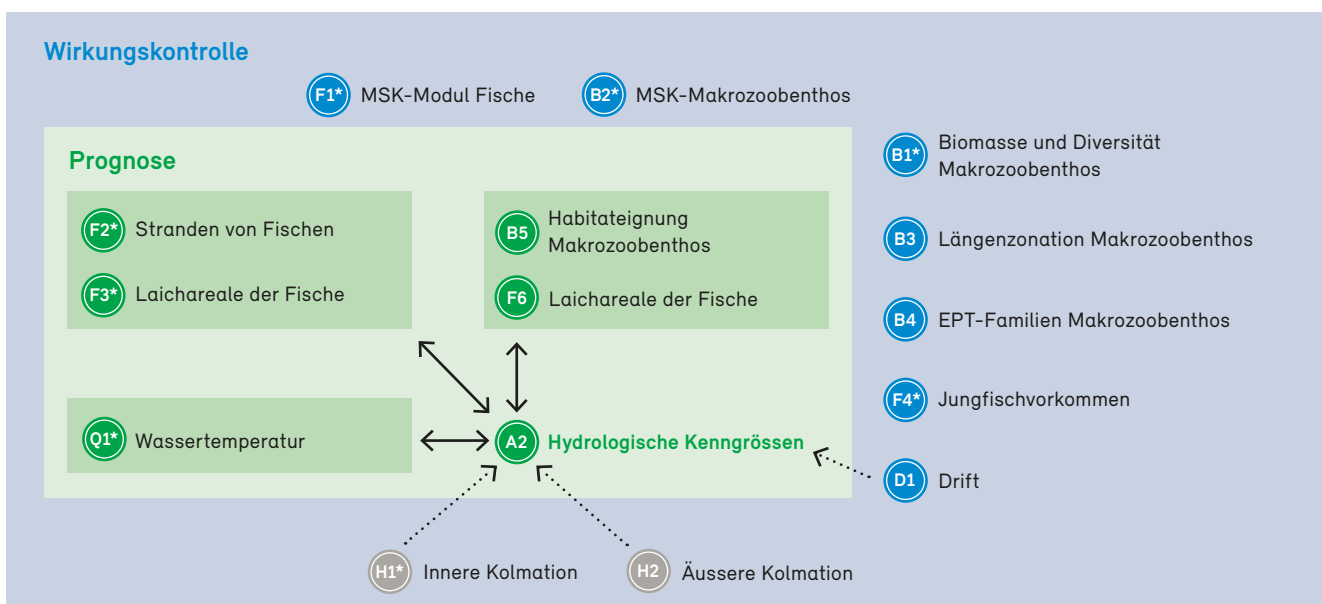 Wirkungskontrolle
F1* MSK-Modul Fische
B2* MSK-Makrozoobenthos
Prognose
F2* Stranden von Fischen
F3* Laichareale der Fische
B5 Habitateignung
Makrozoobenthos
F6 Laichareale der Fische
Q1* Wassertemperatur
A2 Hydrologische Kenngrössen
B1* Biomasse und Diversität
Makrozoobenthos
B3 Längenzonation Makrozoobenthos
B4 EPT-Familien Makrozoobenthos
F4* Jungfischvorkommen
D1 Drift
H1* Innere Kolmation
H2 Äussere Kolmation